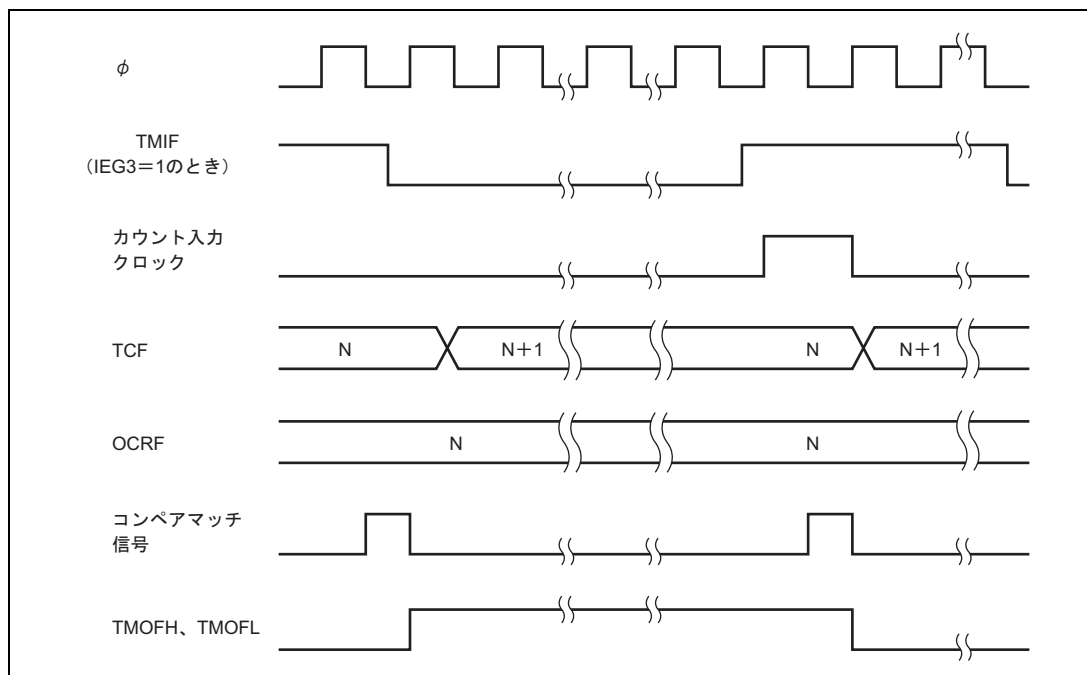 φ
TMIF
（IEG3＝1のとき）
カウント入力
クロック
TCF
N
N＋1
N
N＋1
OCRF
N
N
コンペアマッチ
信号
TMOFH、TMOFL